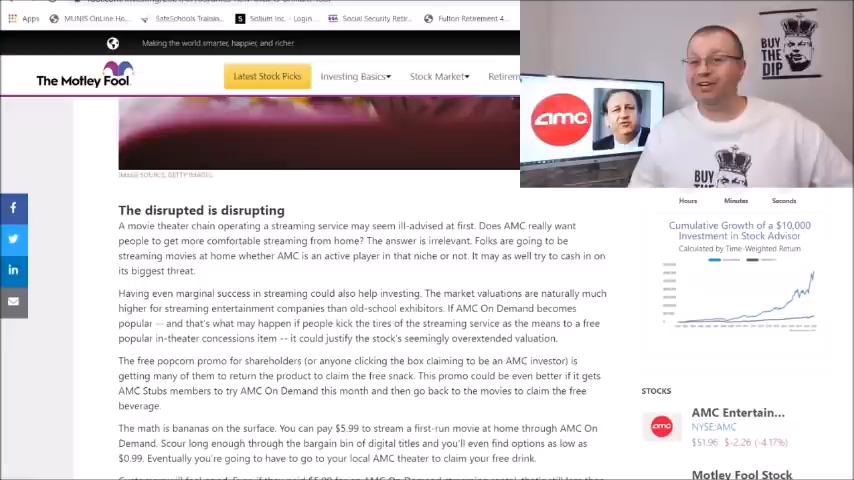 Apps
MUNIS OnLine Ho...
SafeSchools Trainin...
Solium Inc. - Login...
Social Security Retir...
Fulton Retirement 4...
Making the world smarter, happier, and richer.
The Motley Fool
Latest Stock Picks
Investing Basics
Stock Market
Retirem
BUY
THE
DIP
amc
BUY
SOURCE: GETTY IMAGES.
Hours
Minutes
Seconds
The disrupted is disrupting
A movie theater chain operating a streaming service may seem ill-advised at first. Does AMC really want
people to get more comfortable streaming from home? The answer is irrelevant. Folks are going to be
streaming movies at home whether AMC is an active player in that niche or not. It may as well try to cash in on
its biggest threat.
Having even marginal success in streaming could also help investing. The market valuations are naturally much
higher for streaming entertainment companies than old-school exhibitors. If AMC On Demand becomes
popular -- and that's what may happen if people kick the tires of the streaming service as the means to a free
popular in-theater concessions item -- it could justify the stock's seemingly overextended valuation.
The free popcorn promo for shareholders (or anyone clicking the box claiming to be an AMC investor) is
getting many of them to return the product to claim the free snack. This promo could be even better if it gets
AMC Stubs members to try AMC On Demand this month and then go back to the movies to claim the free
beverage.
The math is bananas on the surface. You can pay $5.99 to stream a first-run movie at home through AMC On
Demand. Scour long enough through the bargain bin of digital titles and you'll even find options as low as
$0.99. Eventually you're going to have to go to your local AMC theater to claim your free drink.
Cumulative Growth of a $10,000
Investment in Stock Advisor
Calculated by Time-Weighted Return
STOCKS
amc
AMC Entertain...
NYSE:AMC
$51.96 $-2.26 (-4.17%)
Motley Fool Stock